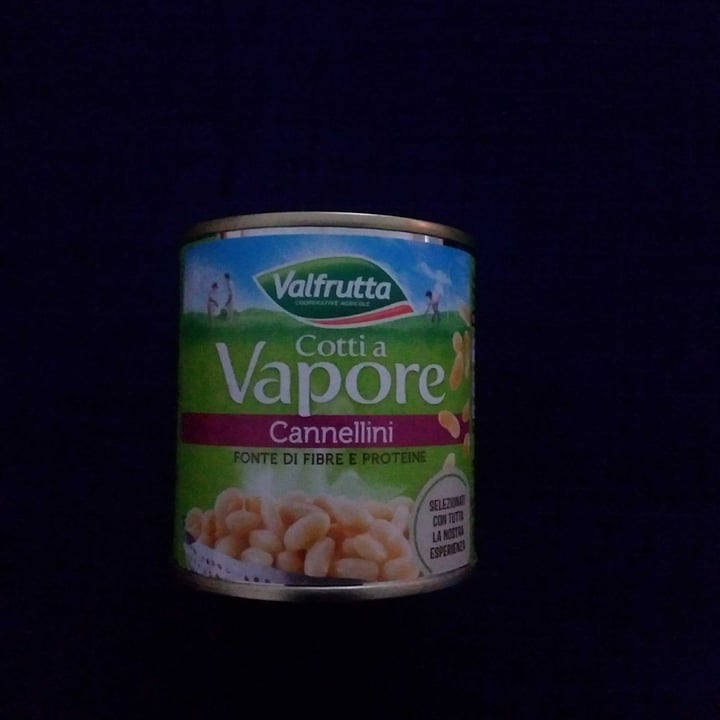 Valfrutta
COOPERATIVE AGRICOLE
Cotti a
Vapore
Cannellini
FONTE DI FIBRE E PROTEINE
SELEZIONATI
CON TUTTA
LA NOSTRA
ESPERIENZA